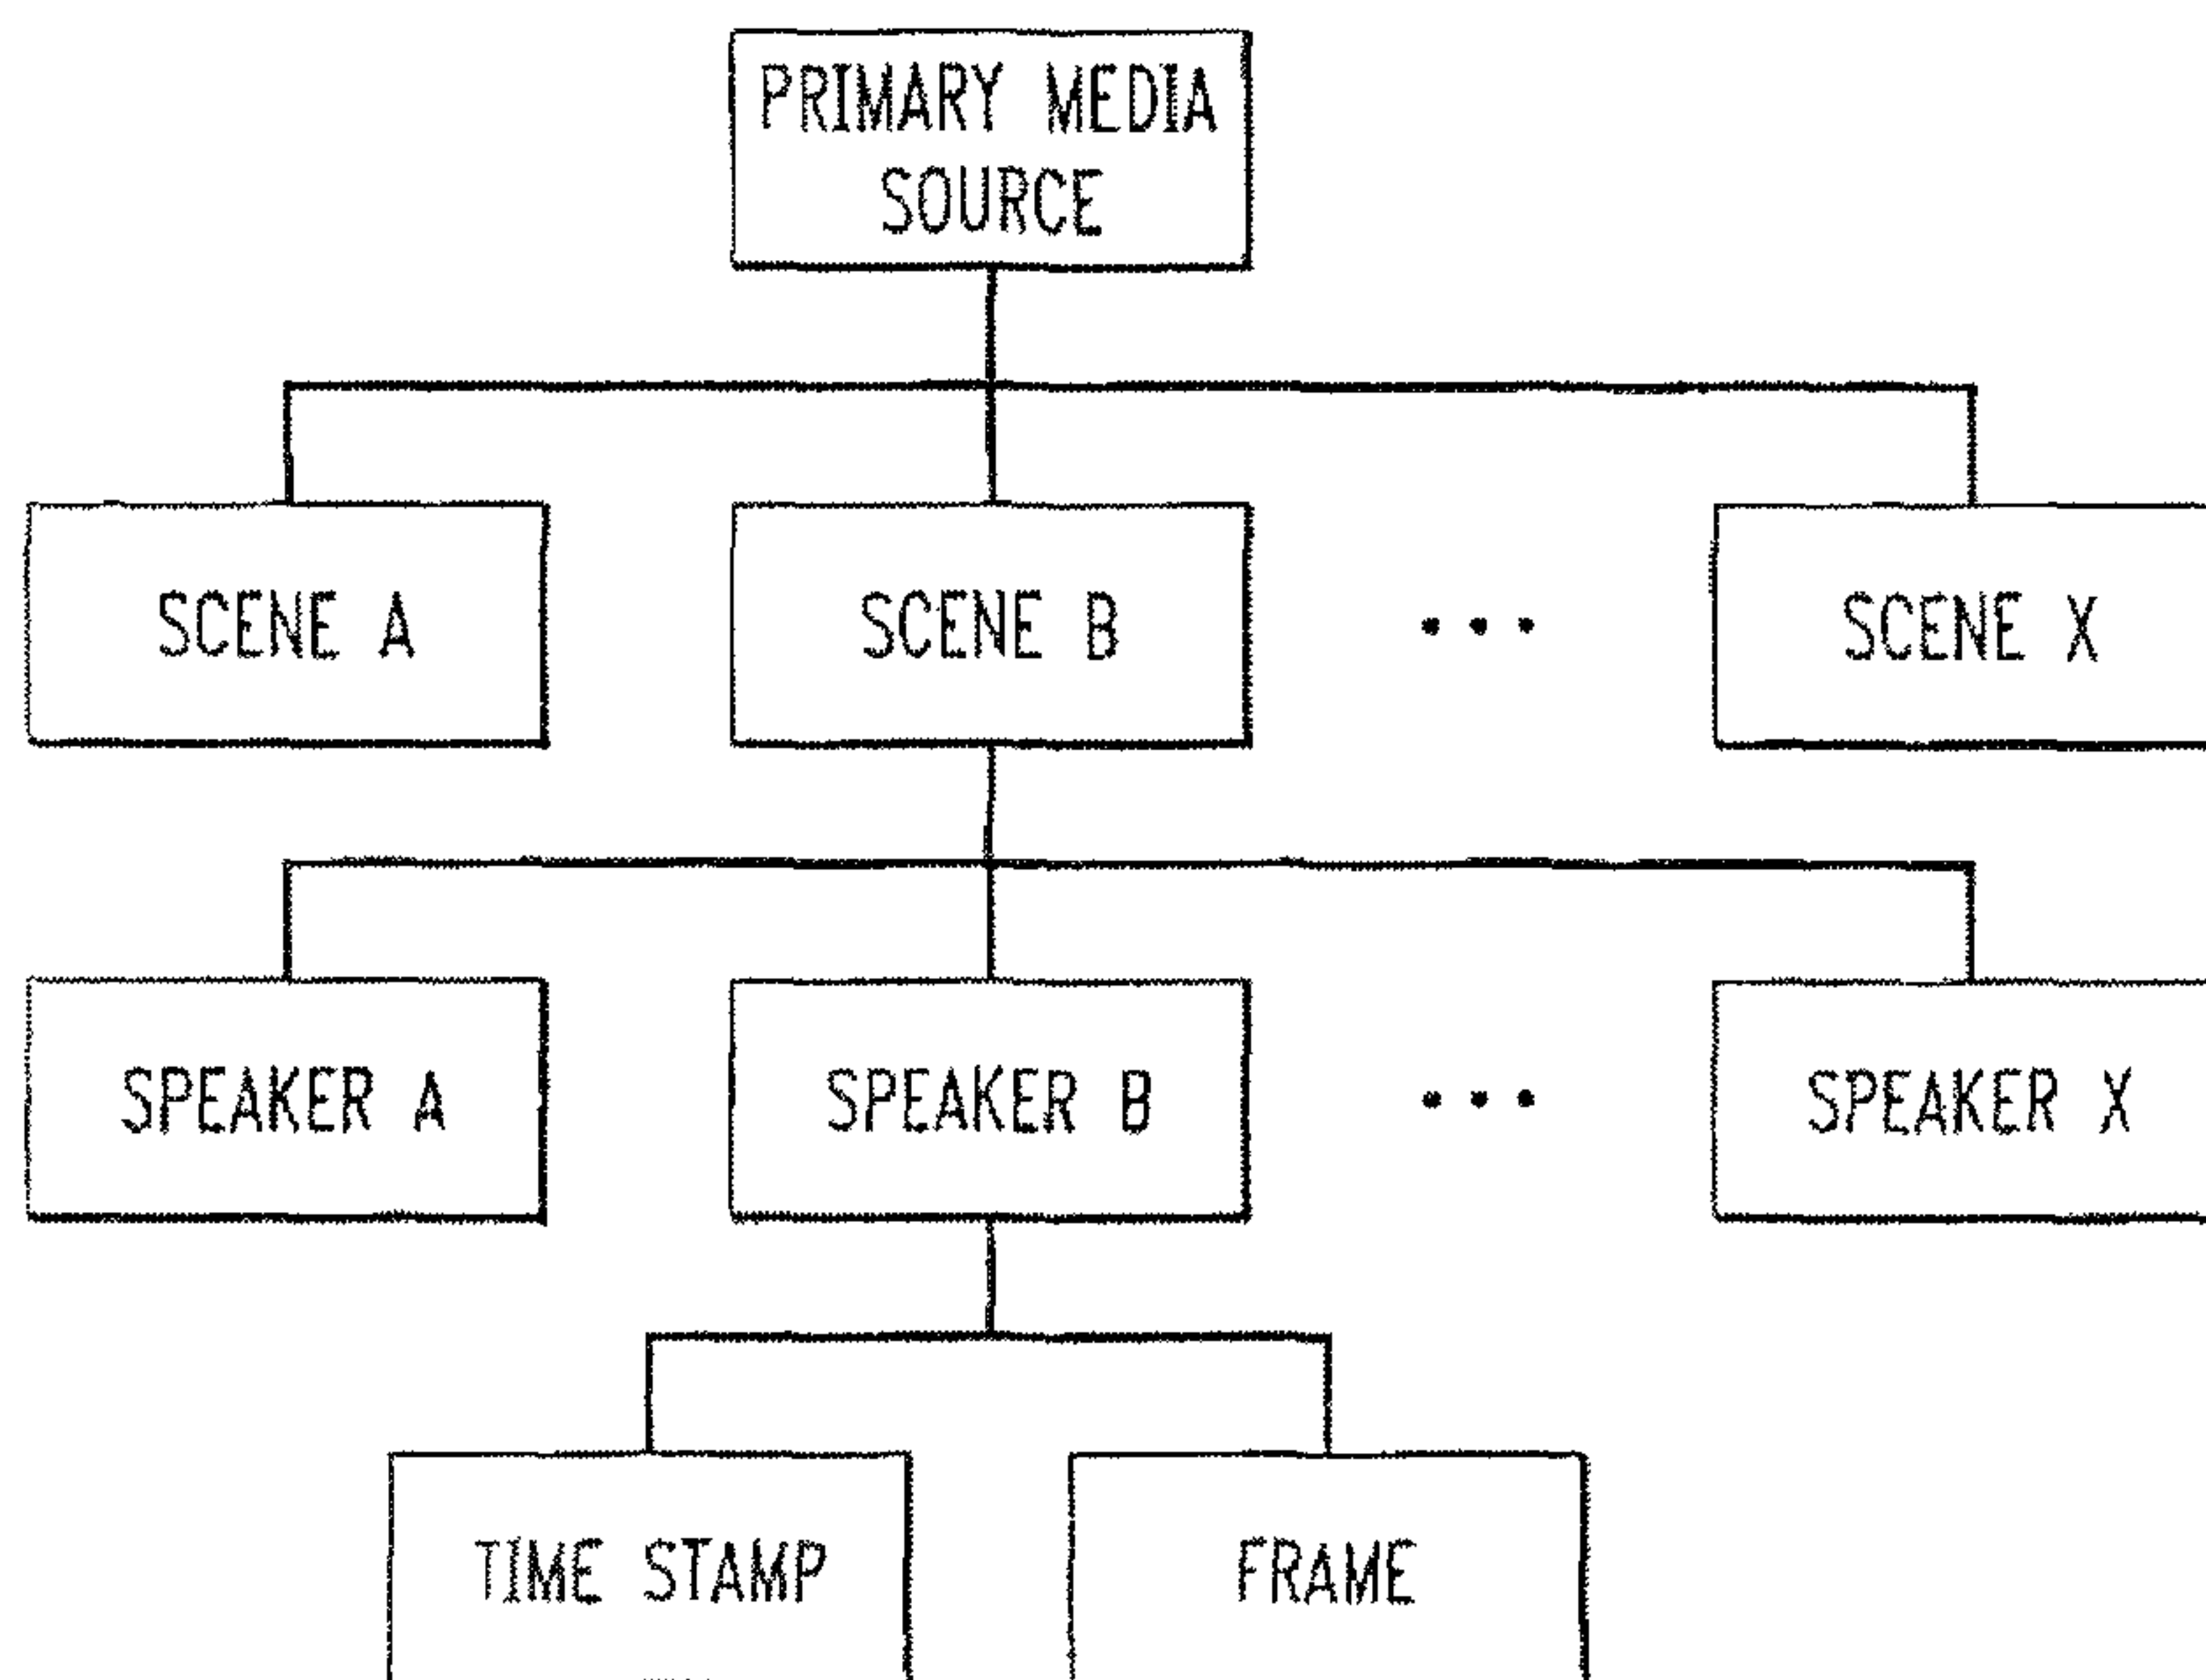 PRIMARY MEDIA
SOURCE
SCENE A
SCENE B
• • •
SCENE X
SPEAKER A
SPEAKER B
• • •
SPEAKER X
TIME STAMP
FRAME